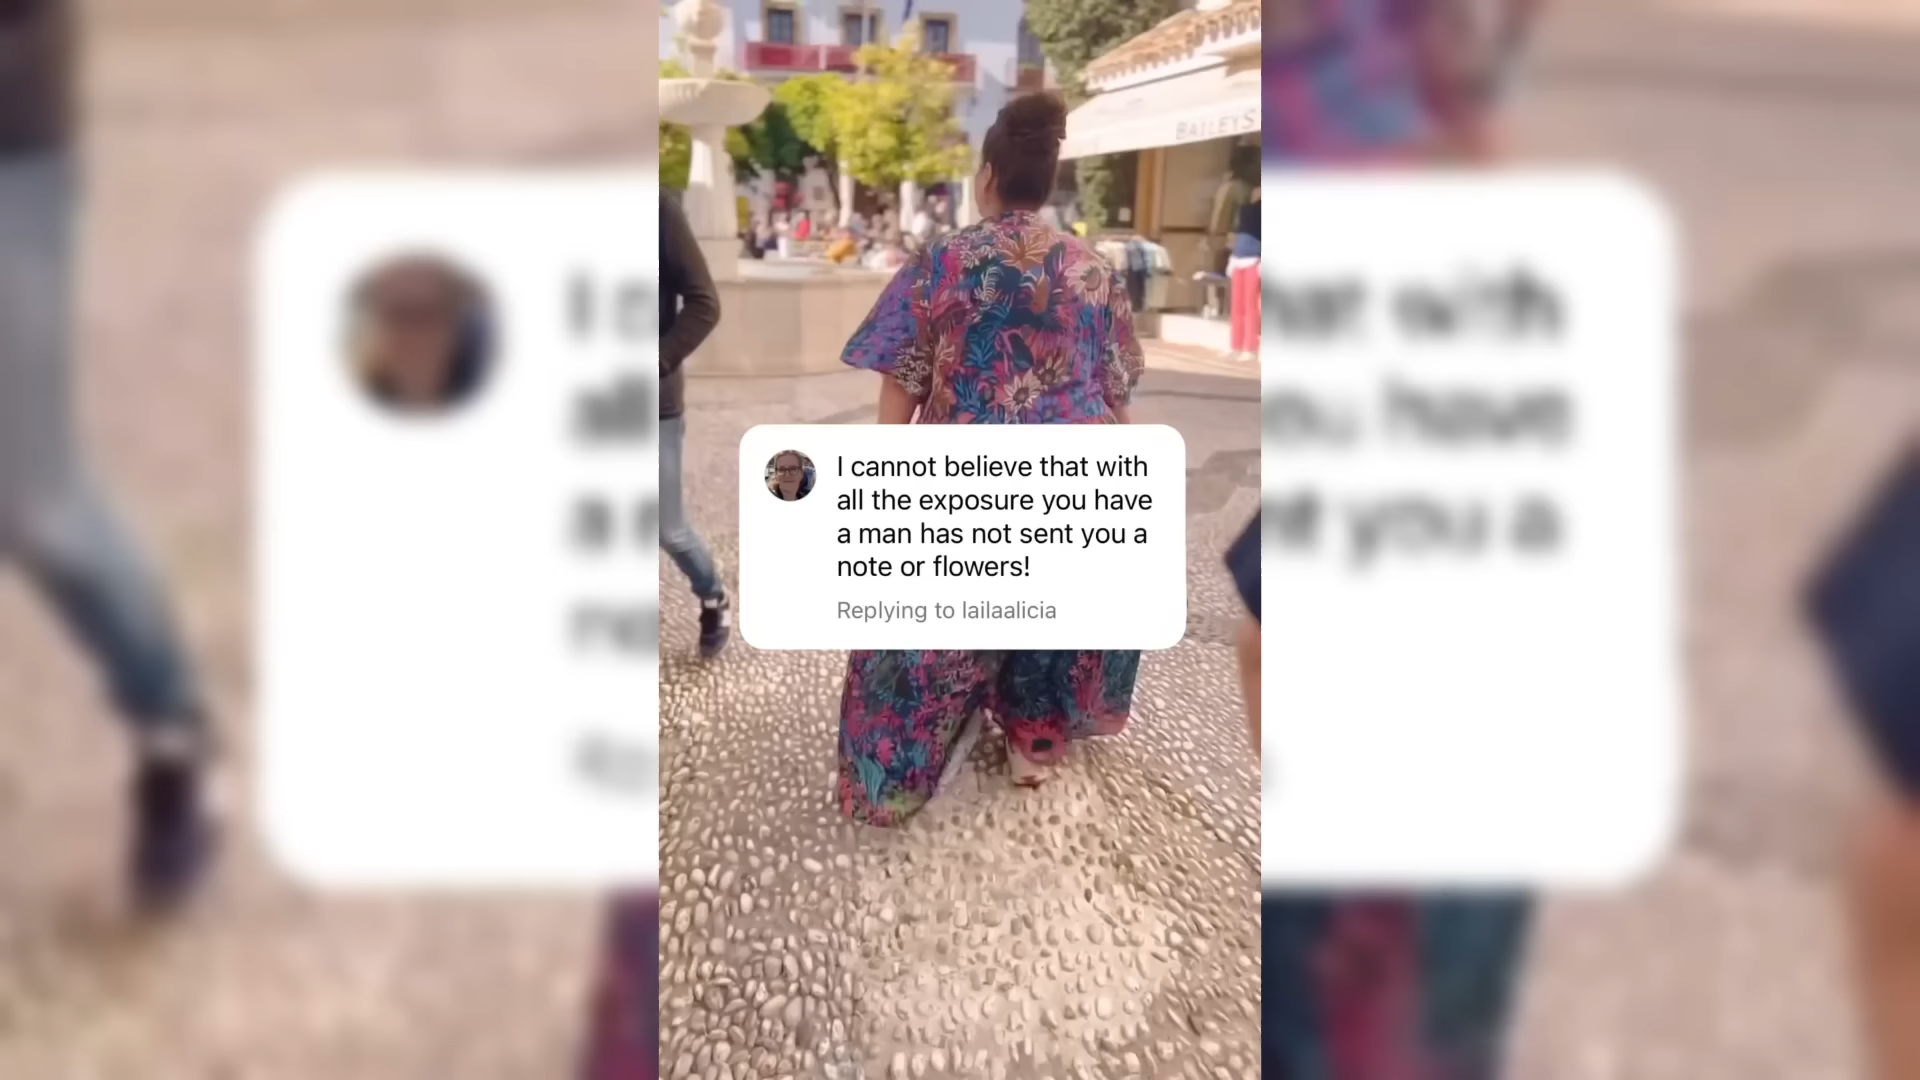 BAILEYS
I cannot believe that with
all the exposure you have
a man has not sent you a
note or flowers!
Replying to lailaalicia